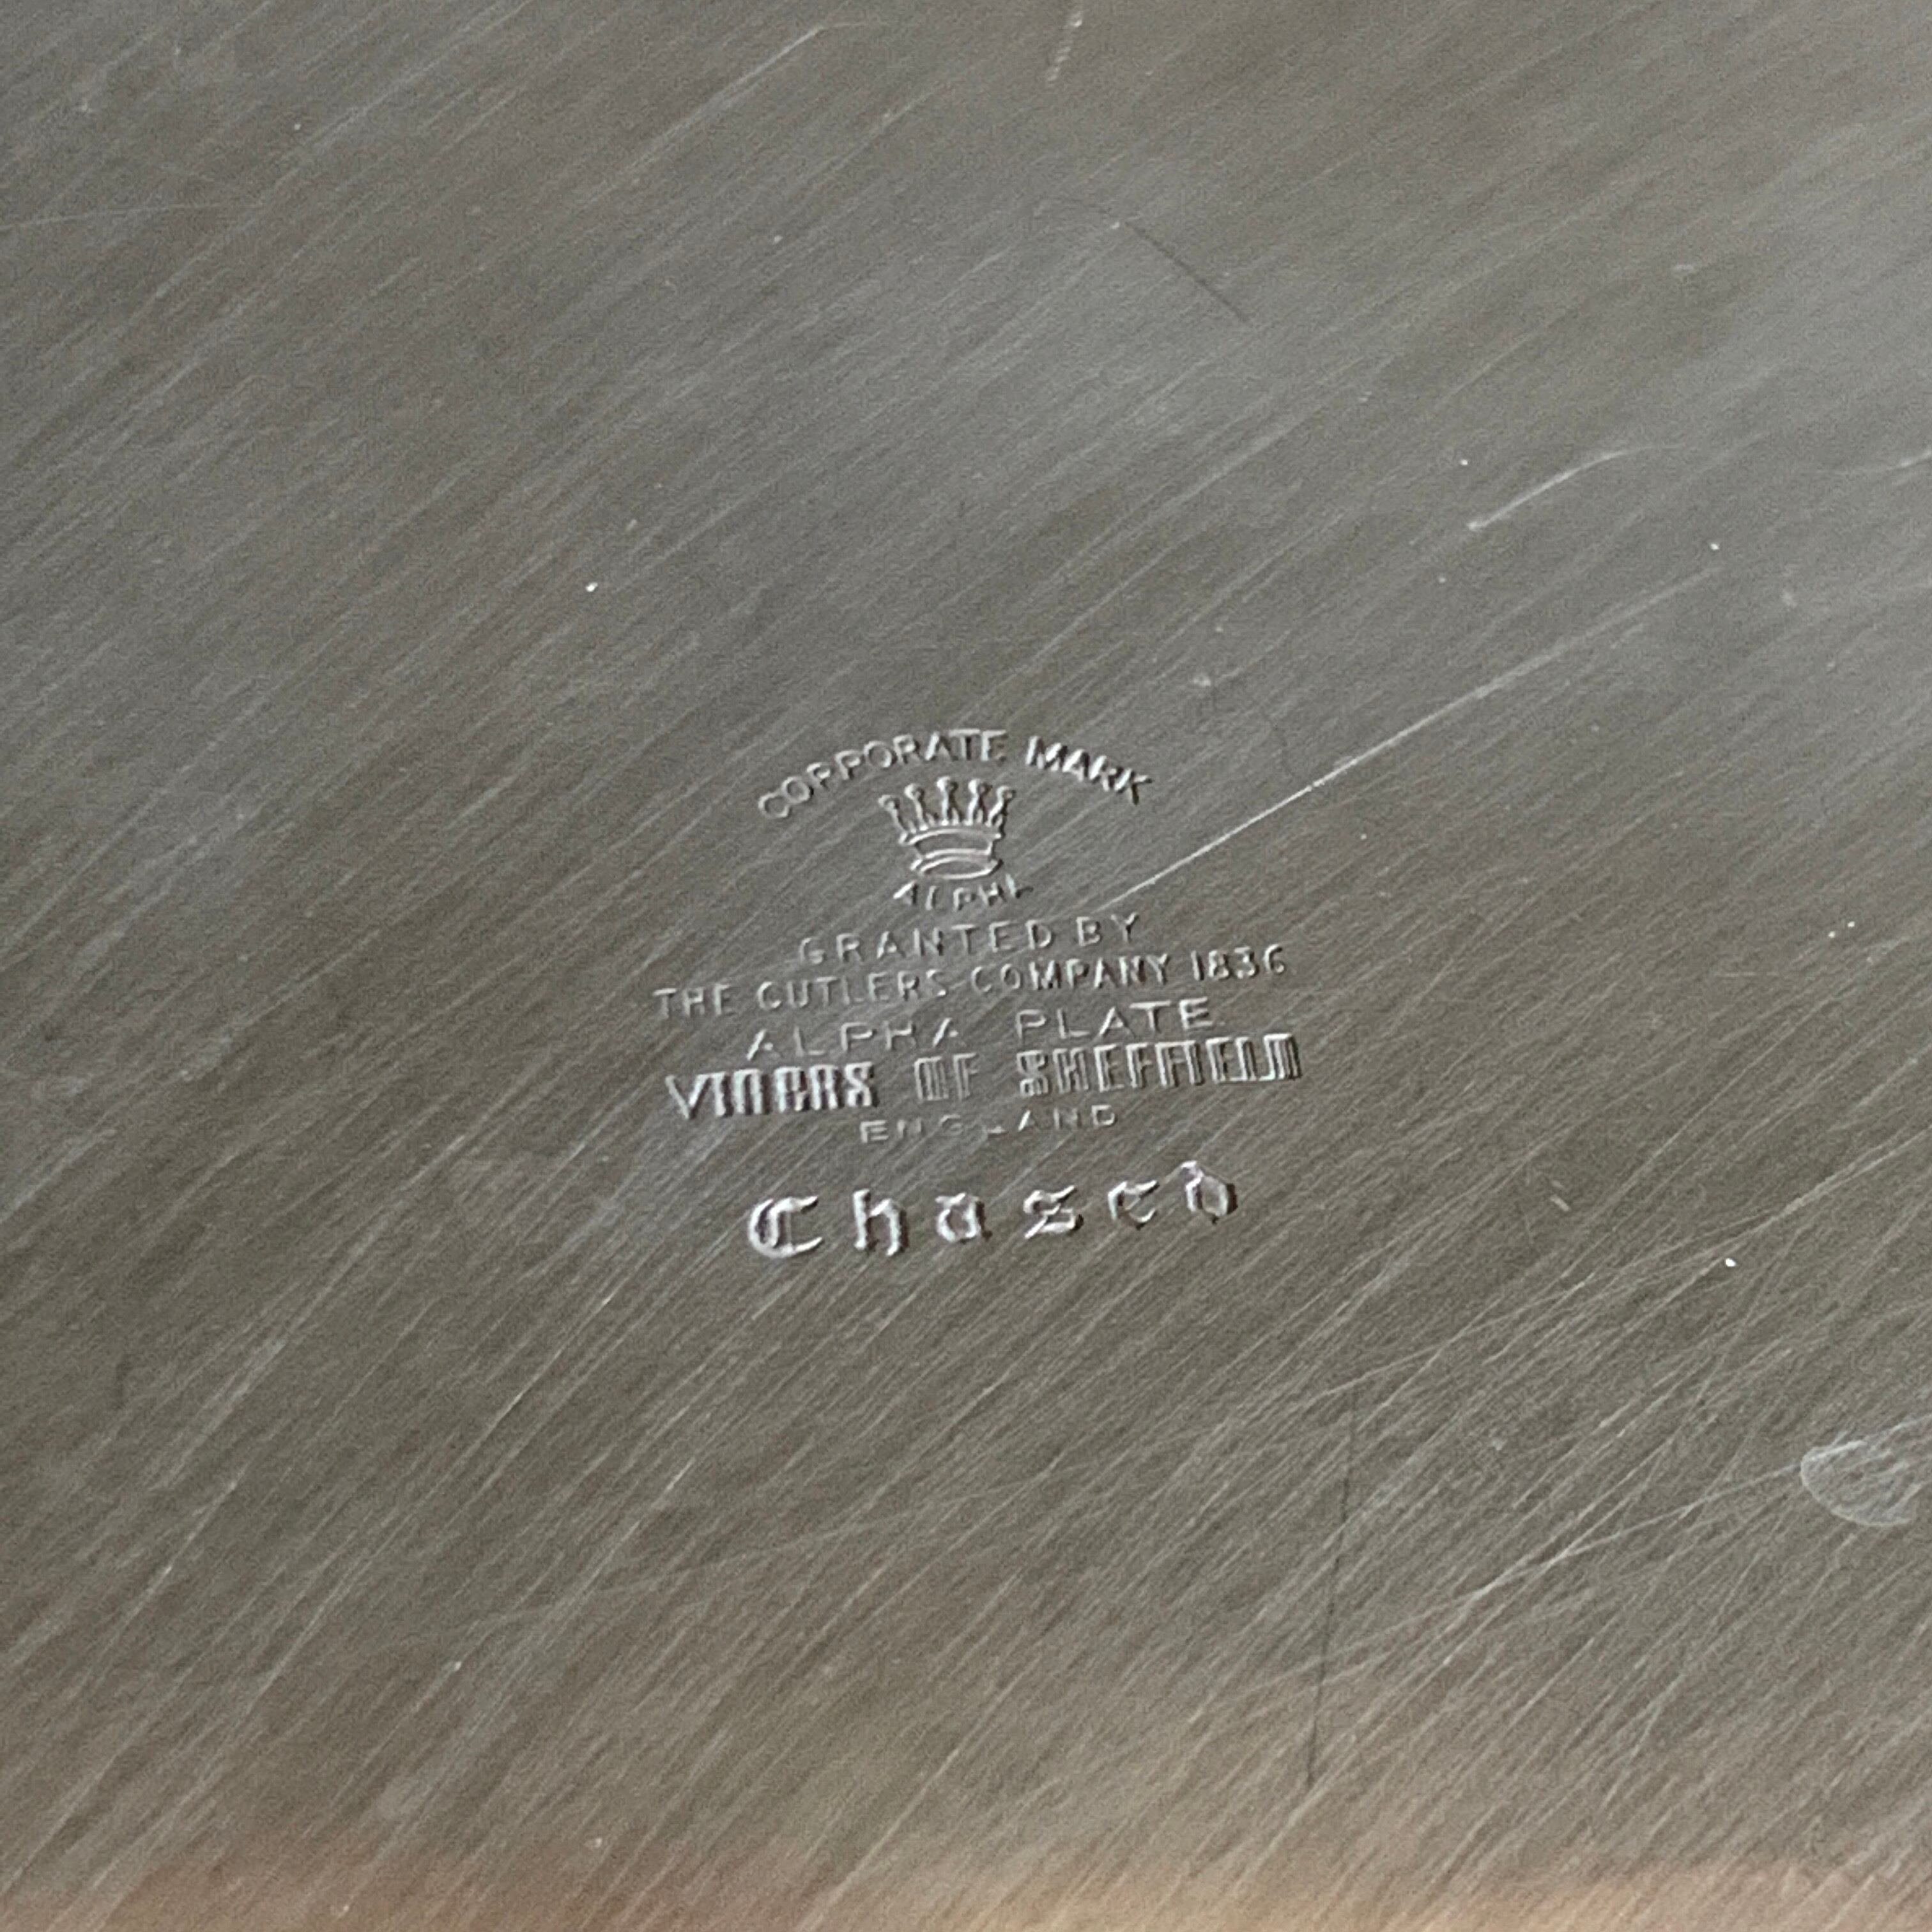 CORPORATE MARK
ALPHA
GRANTED BY
THE CUTLERS COMPANY 1836
ALPHA PLATE
VINERS OF SHEFFIELD
ENGLAND
Chased